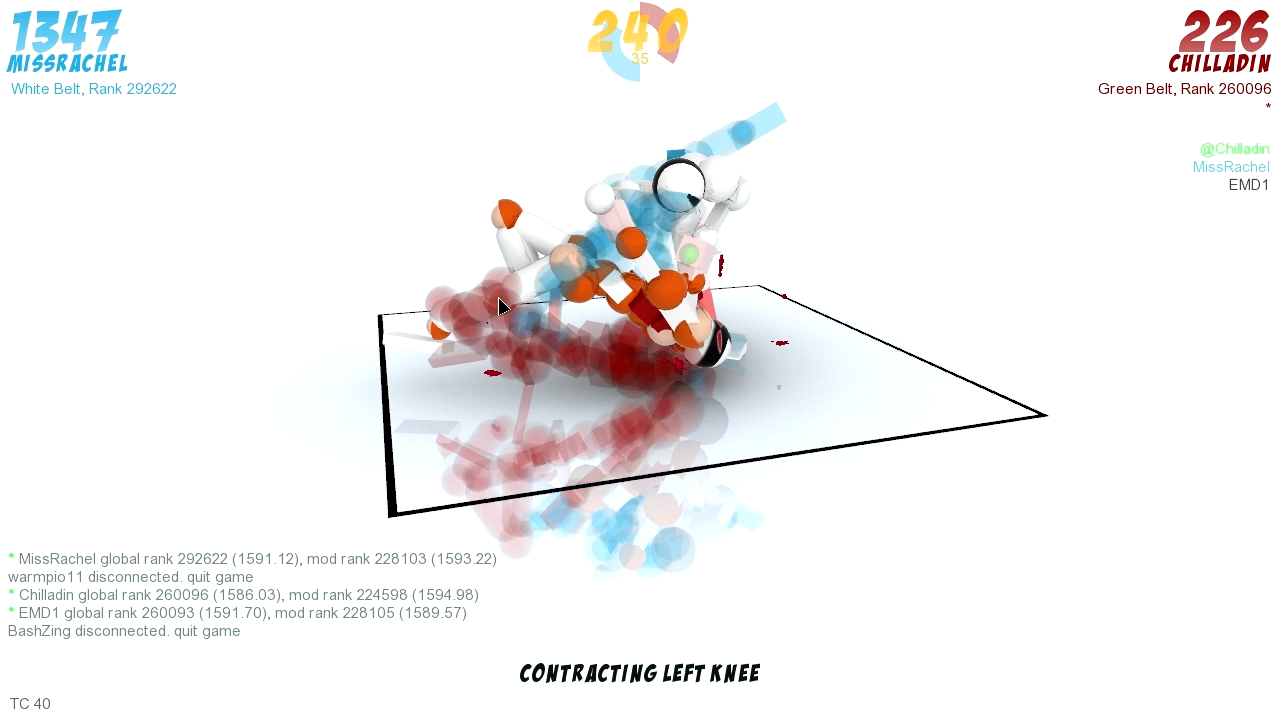 1347
MISSRACHEL
White Belt, Rank 292622
240
35
226
CHILLADIN
Green Belt, Rank 260096
*
@Chilladin
MissRachel
EMD1
* MissRachel global rank 292622 (1591.12), mod rank 228103 (1593.22)
warmpio11 disconnected. quit game
* Chilladin global rank 260096 (1586.03), mod rank 224598 (1594.98)
* EMD1 global rank 260093 (1591.70), mod rank 228105 (1589.57)
BashZing disconnected. quit game
CONTRACTING LEFT KNEE
TC 40